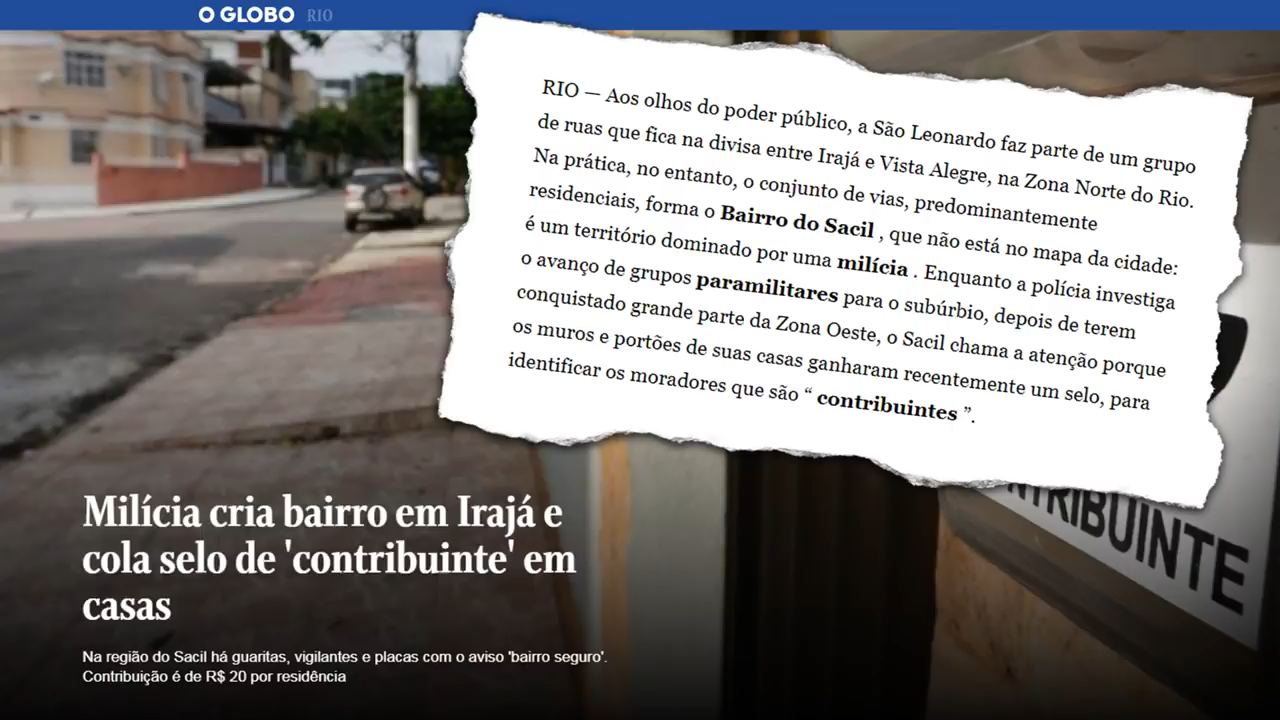 O GLOBO RIO
RIO — Aos olhos do poder público, a São Leonardo faz parte de um grupo
de ruas que fica na divisa entre Irajá e Vista Alegre, na Zona Norte do Rio.
Na prática, no entanto, o conjunto de vias, predominantemente
residenciais, forma o Bairro do Sacil , que não está no mapa da cidade:
é um território dominado por uma milícia . Enquanto a polícia investiga
o avanço de grupos paramilitares para o subúrbio, depois de terem
conquistado grande parte da Zona Oeste, o Sacil chama a atenção porque
os muros e portões de suas casas ganharam recentemente um selo, para
identificar os moradores que são “ contribuintes ”.
NTRIBUINTE
Milícia cria bairro em Irajá e
cola selo de 'contribuinte' em
casas
Na região do Sacil há guaritas, vigilantes e placas com o aviso 'bairro seguro'.
Contribuição é de R$ 20 por residência